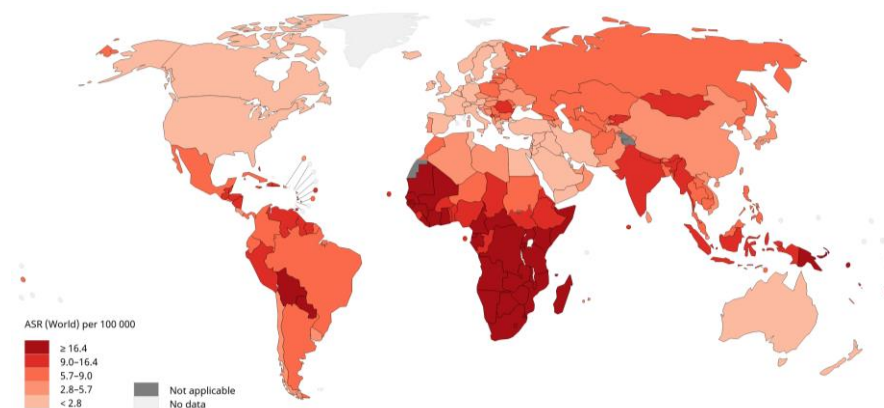 ASR (World) per 100 000
≥ 16.4
9.0–16.4
5.7–9.0
2.8–5.7
< 2.8
Not applicable
No data